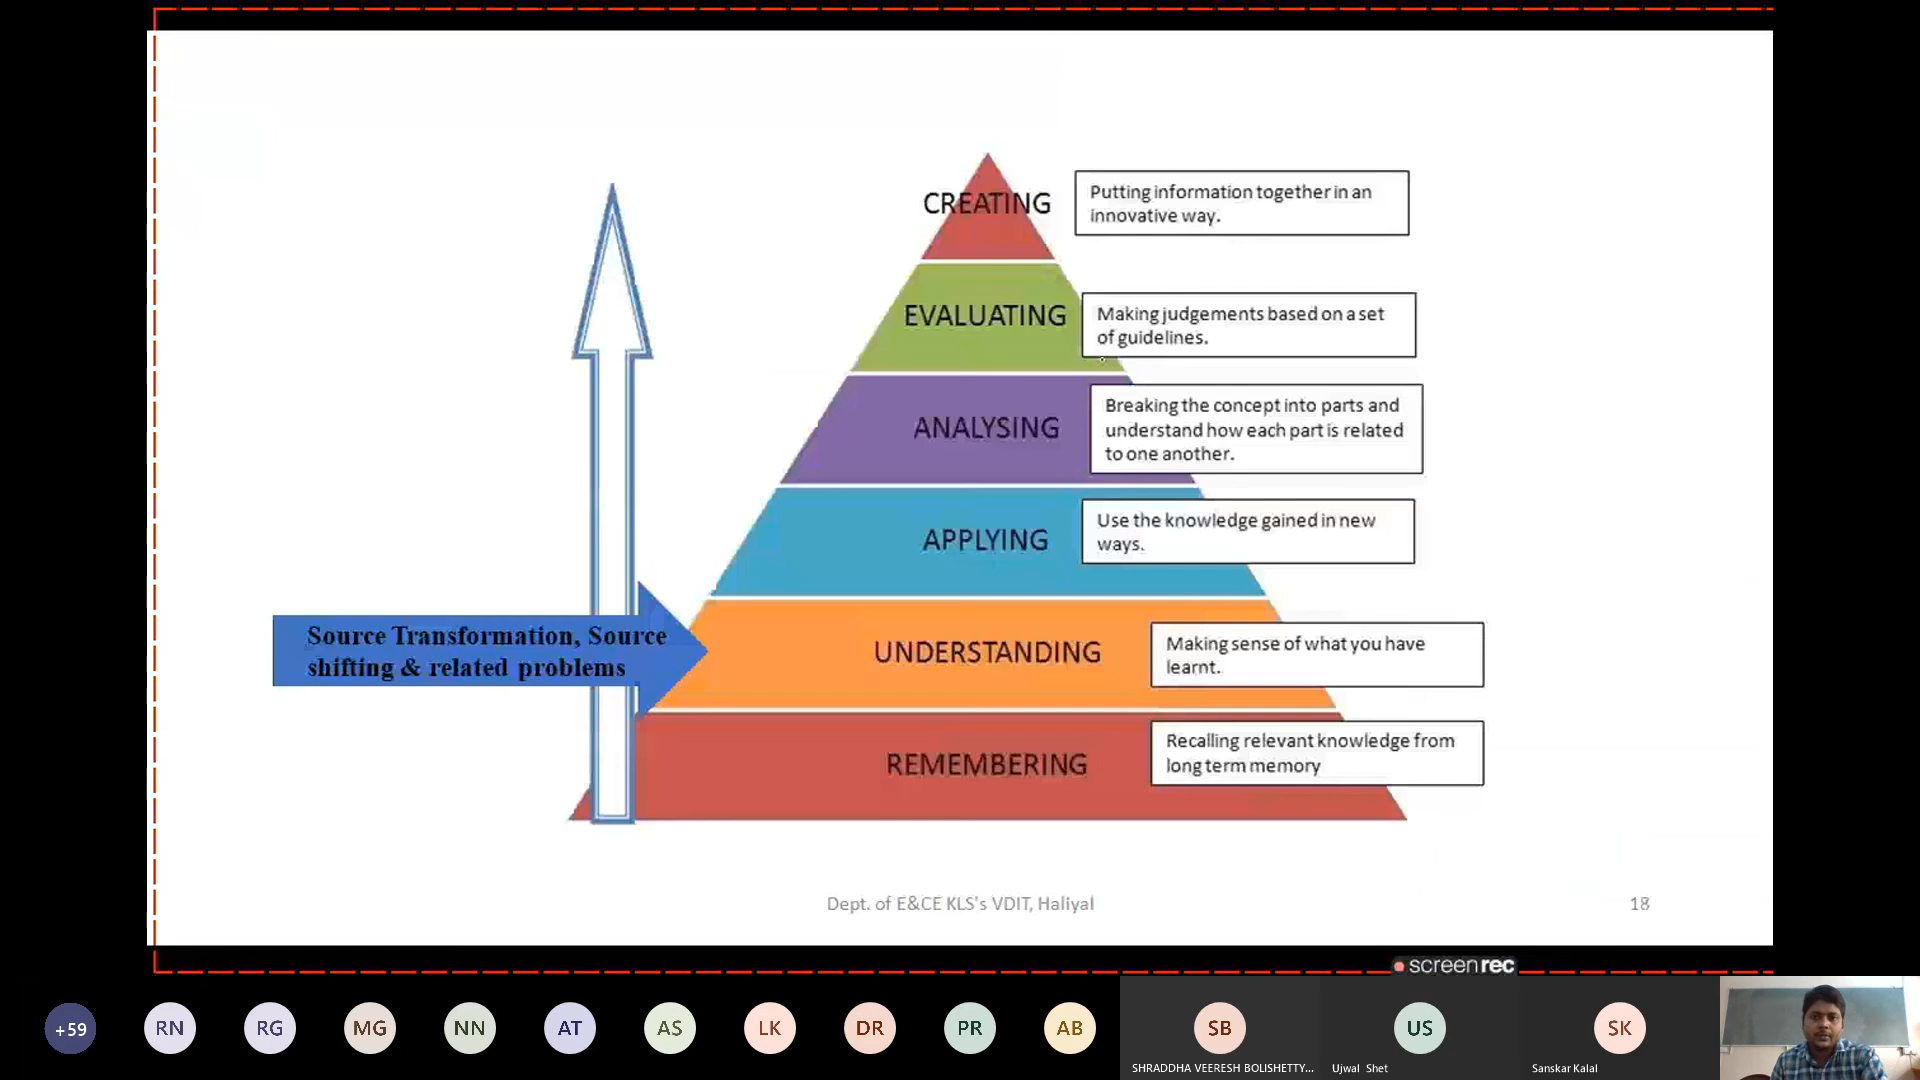 CREATING
Putting information together in an
innovative way.
EVALUATING
Making judgements based on a set
of guidelines.
ANALYSING
Breaking the concept into parts and
understand how each part is related
to one another.
APPLYING
Use the knowledge gained in new
ways.
Source Transformation, Source
shifting & related problems
UNDERSTANDING
Making sense of what you have
learnt.
REMEMBERING
Recalling relevant knowledge from
long term memory
Dept. of E&CE KLS's VDIT, Haliyal
18
screenrec
+59
RN
RG
MG
NN
AT
AS
LK
DR
PR
AB
SB
US
SK
SHRADDHA VEERESH BOLISHETTY...
Ujwal Shet
Sanskar Kalal